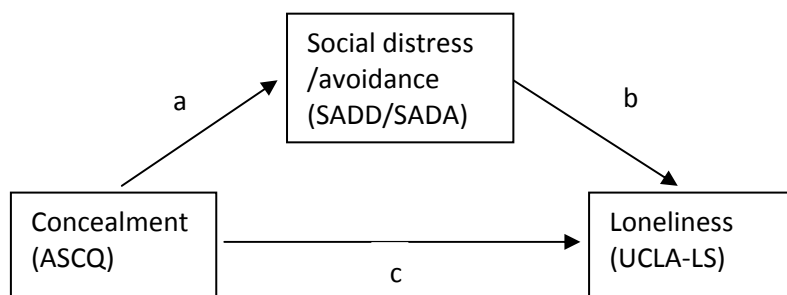 Social distress
/avoidance
(SADD/SADA)
a
b
Concealment
(ASCQ)
Loneliness
(UCLA-LS)
c